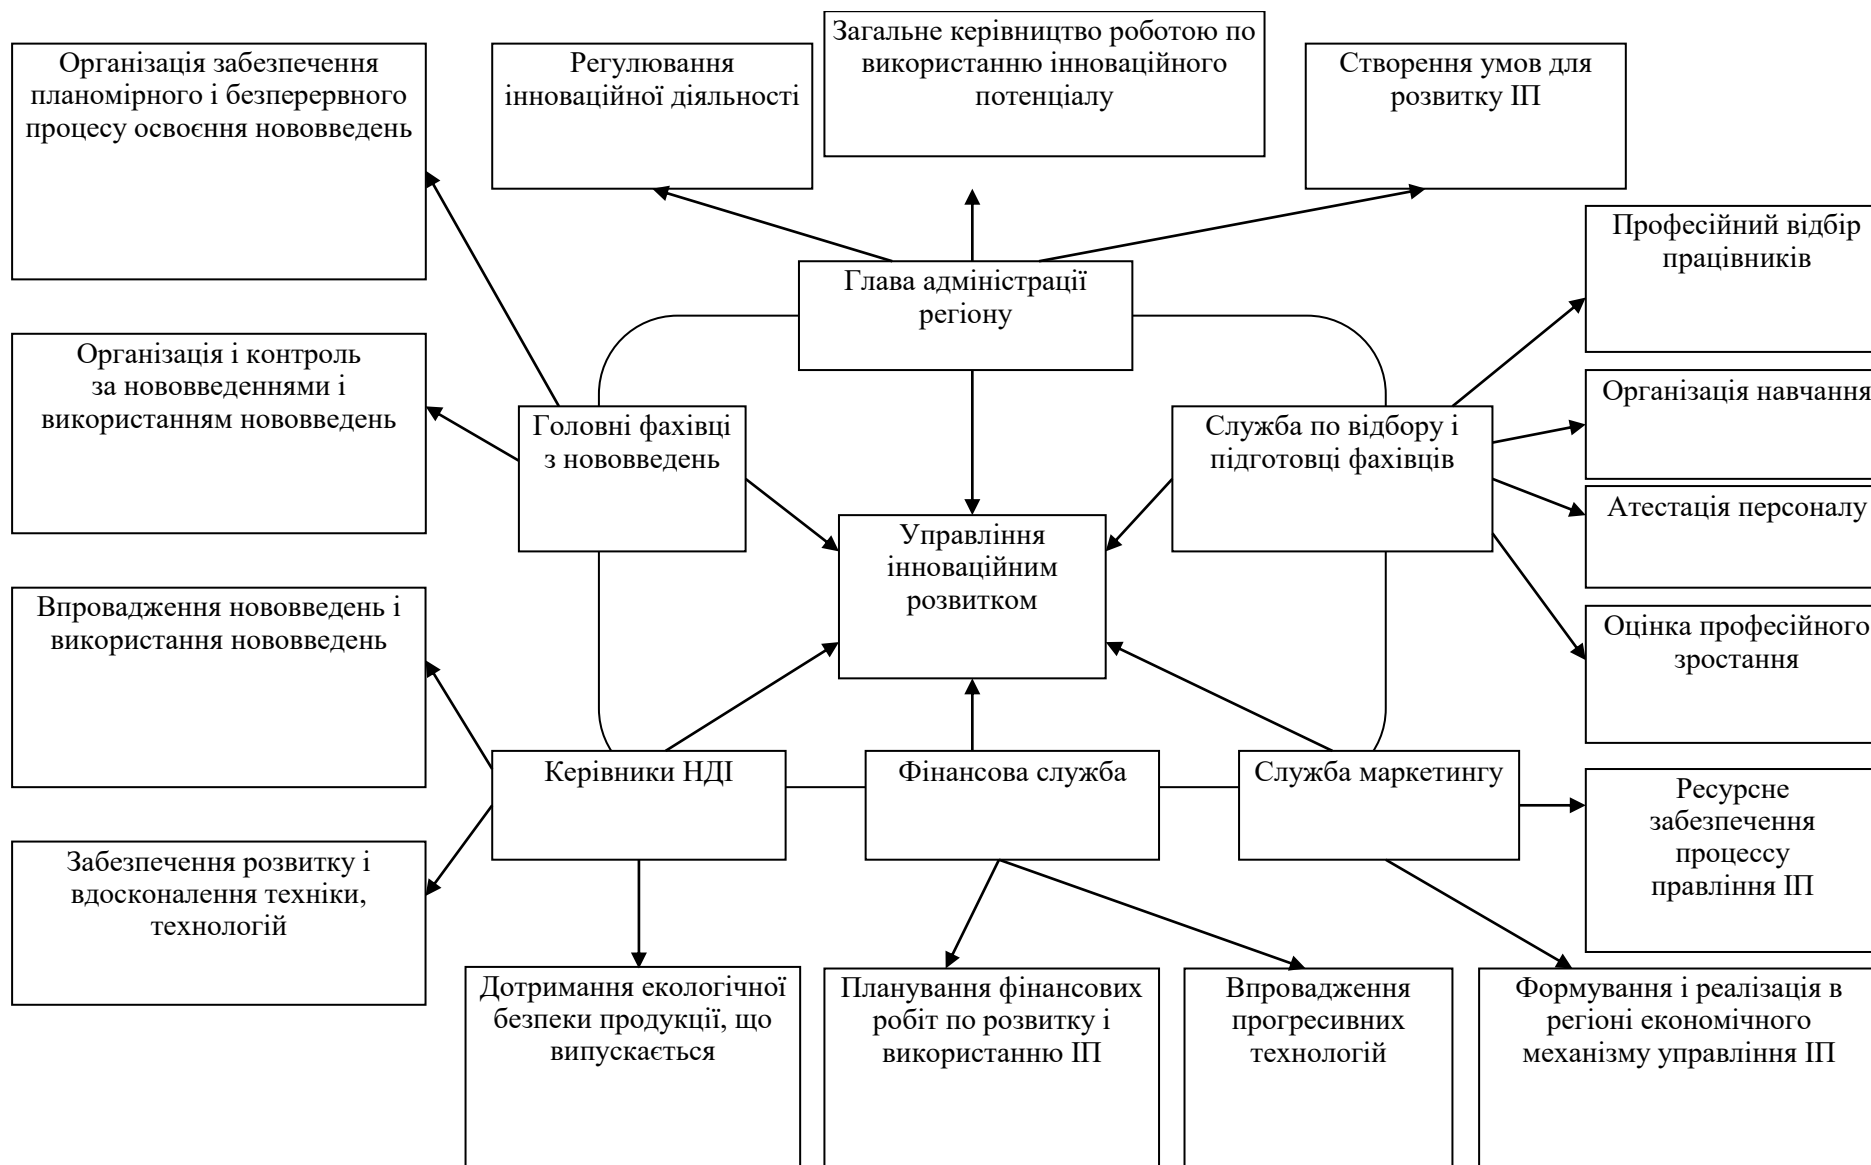 Організація забезпечення
планомірного і безперервного
процесу освоєння нововведень
Регулювання
інноваційної діяльності
Загальне керівництво роботою по
використанню інноваційного
потенціалу
Створення умов для
розвитку ІП
Професійний відбір
працівників
Глава адміністрації
регіону
Організація і контроль
за нововведеннями і
використанням нововведень
Організація навчання
Головні фахівці
з нововведень
Служба по відбору і
підготовці фахівців
Атестація персоналу
Управління
інноваційним
розвитком
Впровадження нововведень і
використання нововведень
Оцінка професійного
зростання
Керівники НДІ
Фінансова служба
Служба маркетингу
Ресурсне
забезпечення
процессу
правління ІП
Забезпечення розвитку і
вдосконалення техніки,
технологій
Дотримання екологічної
безпеки продукції, що
випускається
Планування фінансових
робіт по розвитку і
використанню ІП
Впровадження
прогресивних
технологій
Формування і реалізація в
регіоні економічного
механізму управління ІП